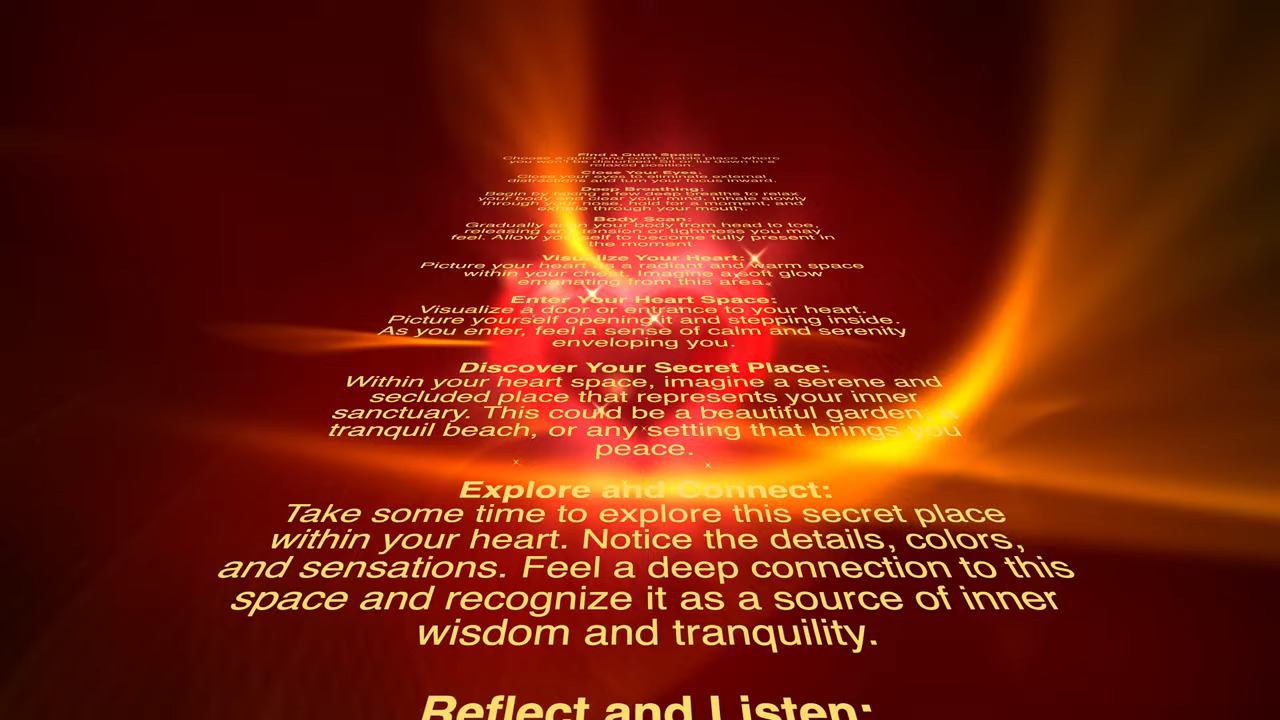 Find a Quiet Space:
Choose a quiet and comfortable place where
you won't be disturbed. Sit or lie down in a
relaxed position.
Close Your Eyes:
Close your eyes to eliminate external
distractions and turn your focus inward.
Deep Breathing:
Begin by taking a few deep breaths to relax
your body and clear your mind. Inhale slowly
through your nose, hold for a moment, and
exhale through your mouth.
Body Scan:
Gradually scan your body from head to toe,
releasing any tension or tightness you may
feel. Allow yourself to become fully present in
the moment.
Visualize Your Heart:
Picture your heart as a radiant and warm space
within your chest. Imagine a soft glow
emanating from this area.
Enter Your Heart Space:
Visualize a door or entrance to your heart.
Picture yourself opening it and stepping inside.
As you enter, feel a sense of calm and serenity
enveloping you.
Discover Your Secret Place:
Within your heart space, imagine a serene and
secluded place that represents your inner
sanctuary. This could be a beautiful garden, a
tranquil beach, or any setting that brings you
peace.
Explore and Connect:
Take some time to explore this secret place
within your heart. Notice the details, colors,
and sensations. Feel a deep connection to this
space and recognize it as a source of inner
wisdom and tranquility.
Reflect and Listen: